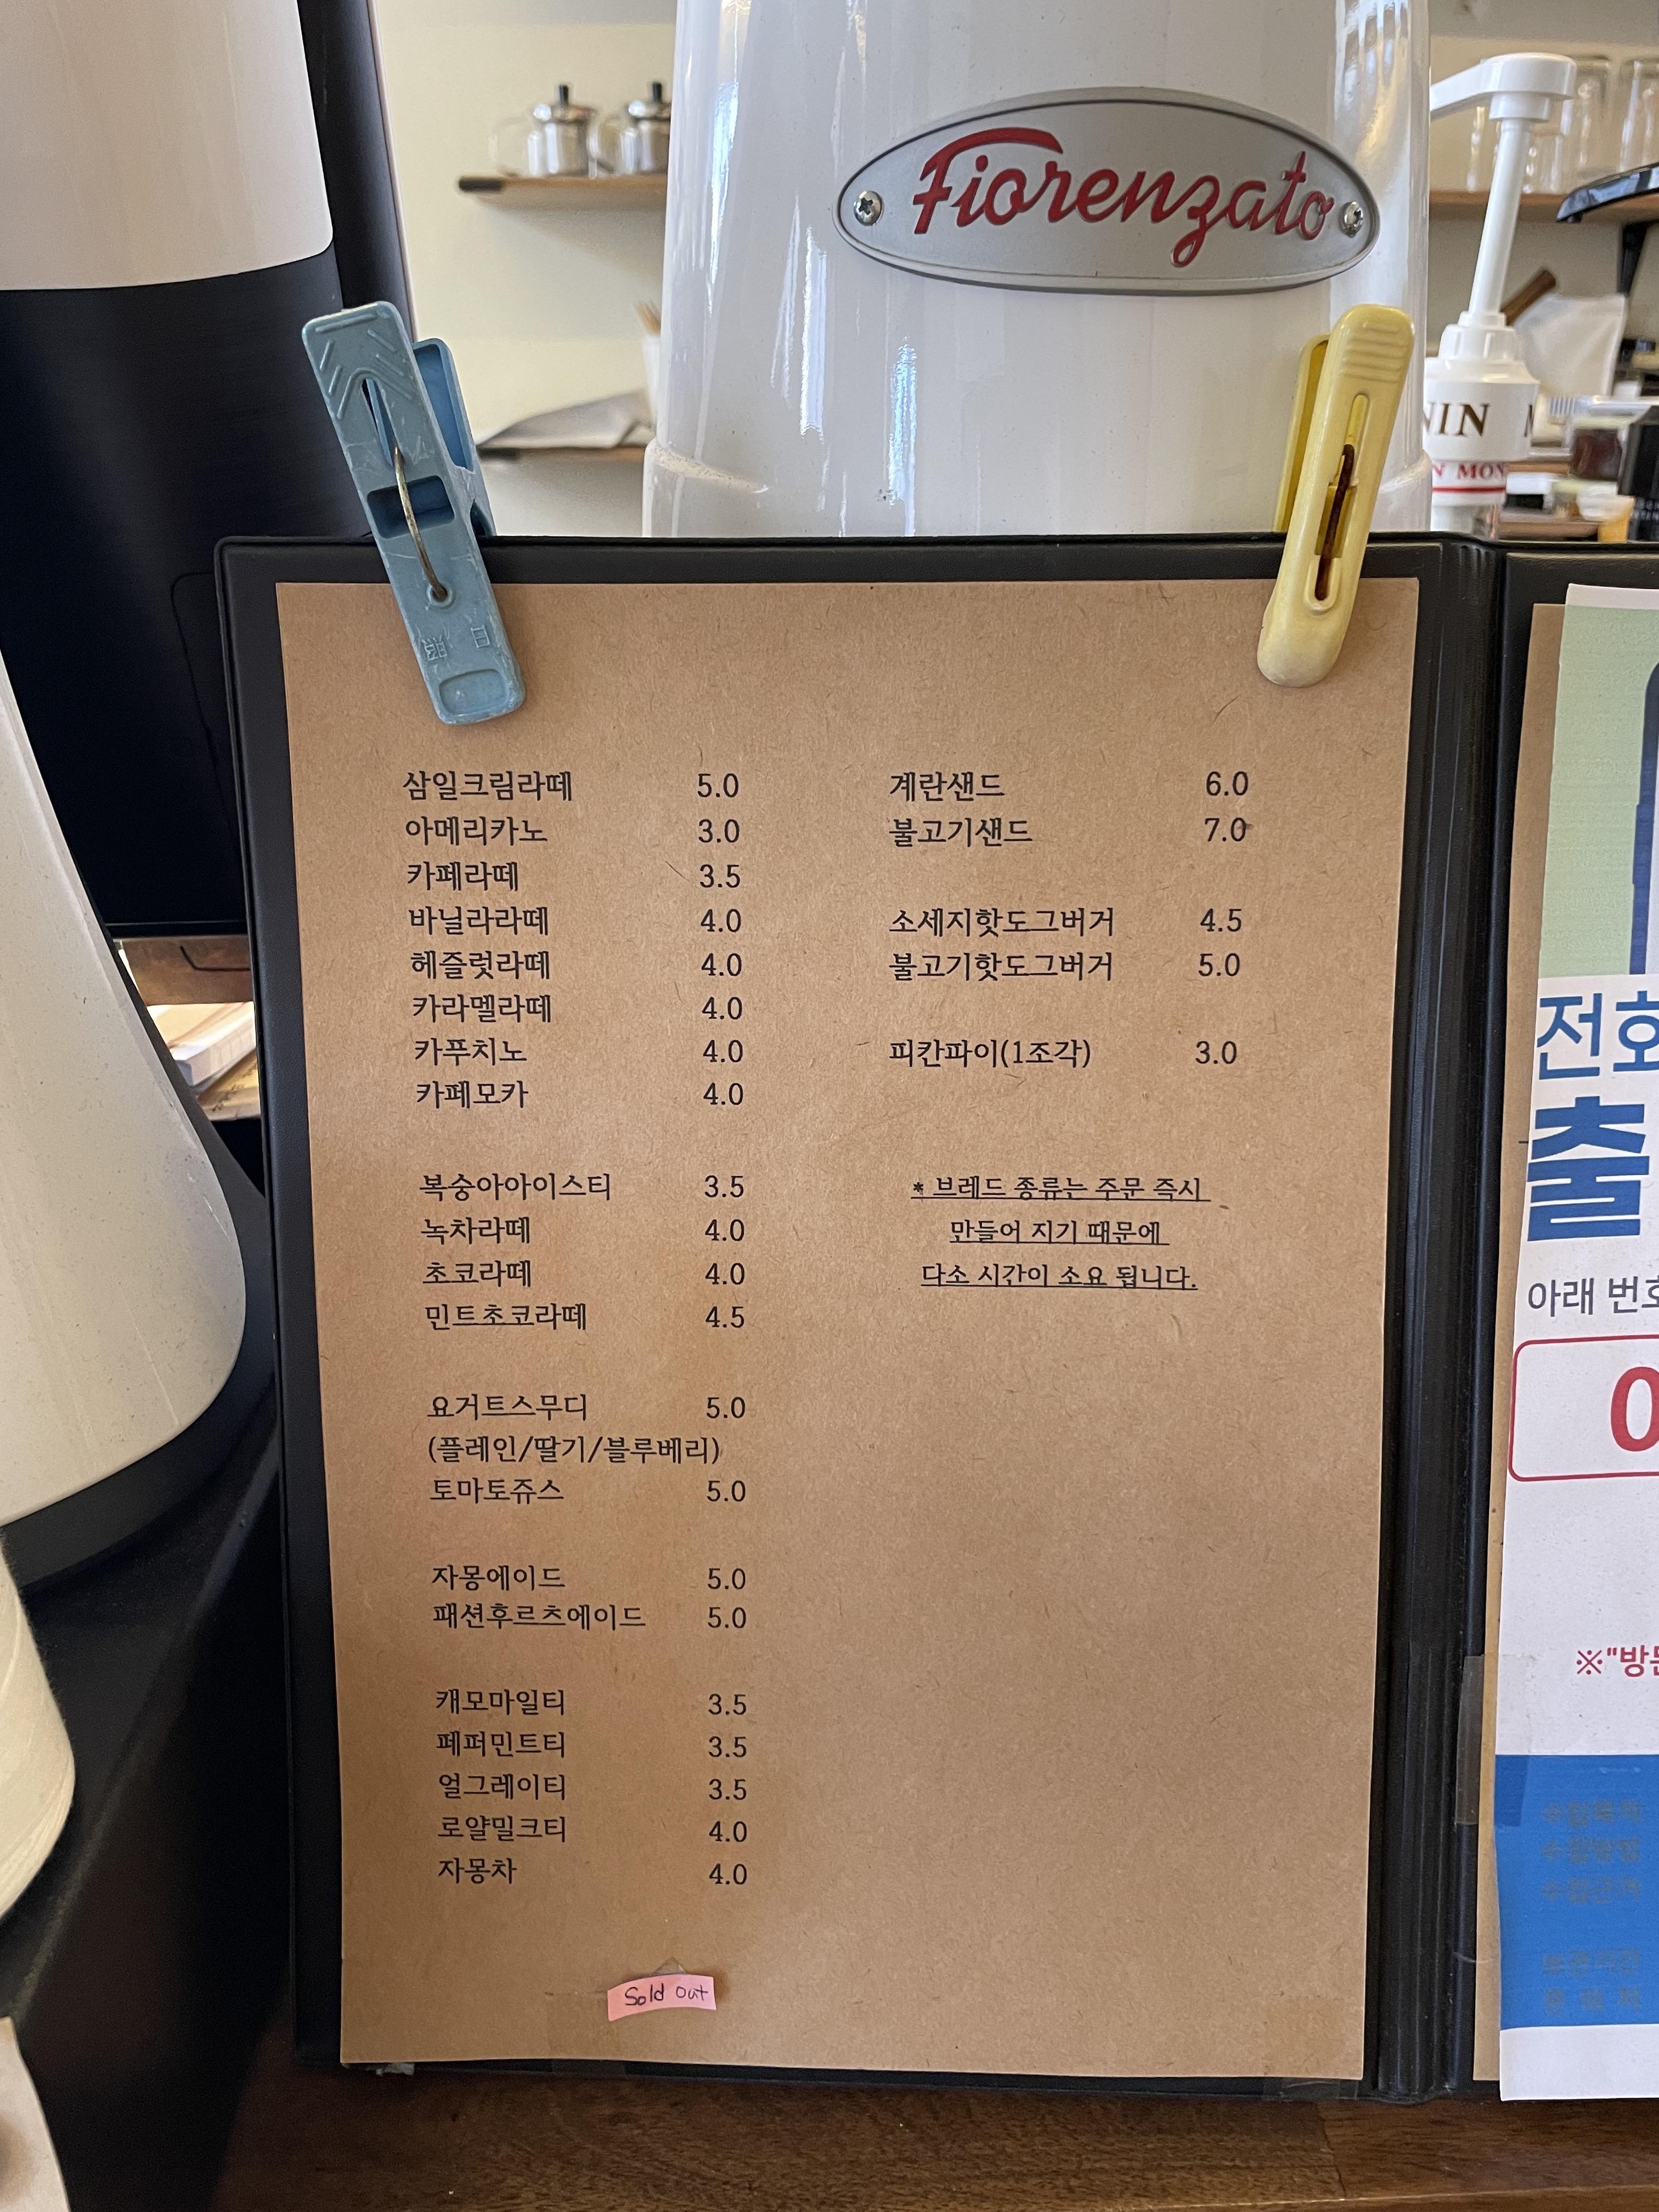 Fiorenzato
NIN
N MON
삼일크림라떼 5.0
아메리카노 3.0
카페라떼 3.5
바닐라라떼 4.0
헤즐럿라떼 4.0
카라멜라떼 4.0
카푸치노 4.0
카페모카 4.0
복숭아아이스티 3.5
녹차라떼 4.0
초코라떼 4.0
민트초코라떼 4.5
요거트스무디 5.0
(플레인/딸기/블루베리)
토마토쥬스 5.0
자몽에이드 5.0
패션후르츠에이드 5.0
캐모마일티 3.5
페퍼민트티 3.5
얼그레이티 3.5
로얄밀크티 4.0
자몽차 4.0
Sold out
계란샌드 6.0
불고기샌드 7.0
소세지핫도그버거 4.5
불고기핫도그버거 5.0
피칸파이(1조각) 3.0
* 브레드 종류는 주문 즉시
만들어 지기 때문에
다소 시간이 소요 됩니다.
전화
출
아래 번호
0
※"방문